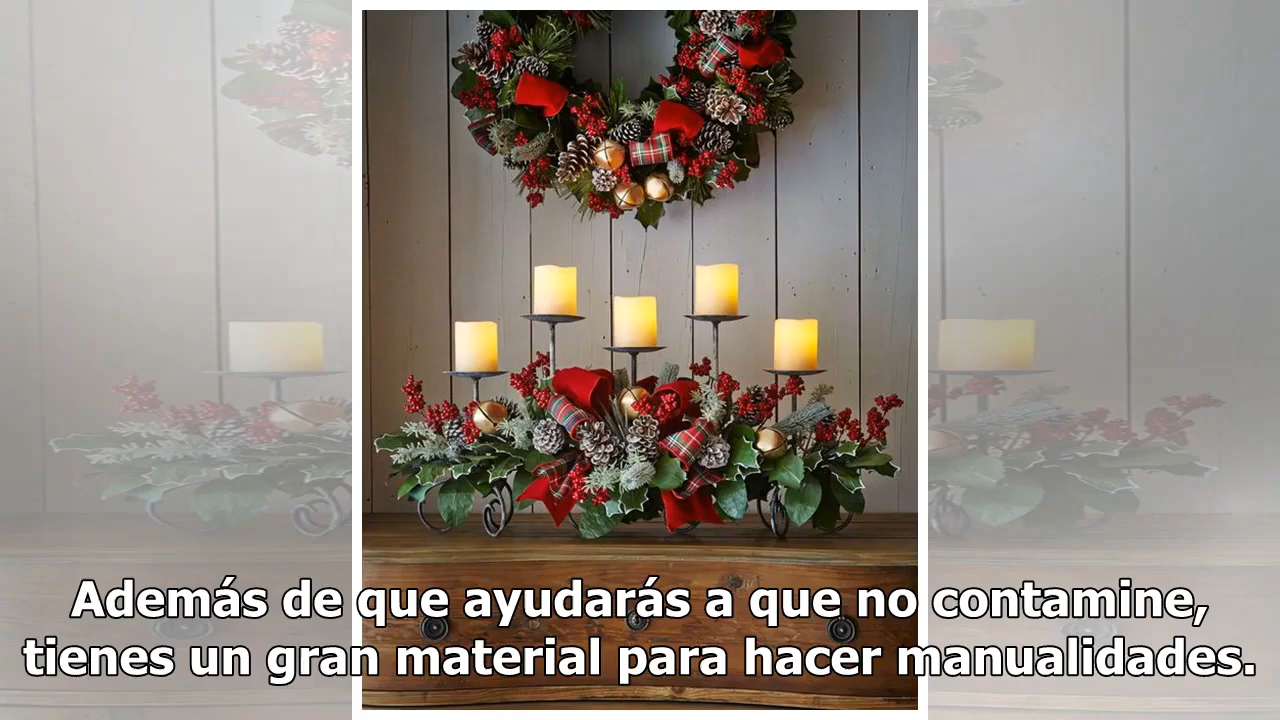 Además de que ayudarás a que no contamine,
tienes un gran material para hacer manualidades.